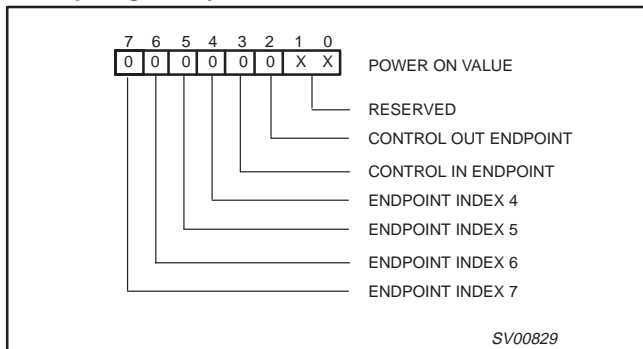 7 6 5 4 3 2 1 0
0 0 0 0 0 0 X X POWER ON VALUE
RESERVED
CONTROL OUT ENDPOINT
CONTROL IN ENDPOINT
ENDPOINT INDEX 4
ENDPOINT INDEX 5
ENDPOINT INDEX 6
ENDPOINT INDEX 7
SV00829